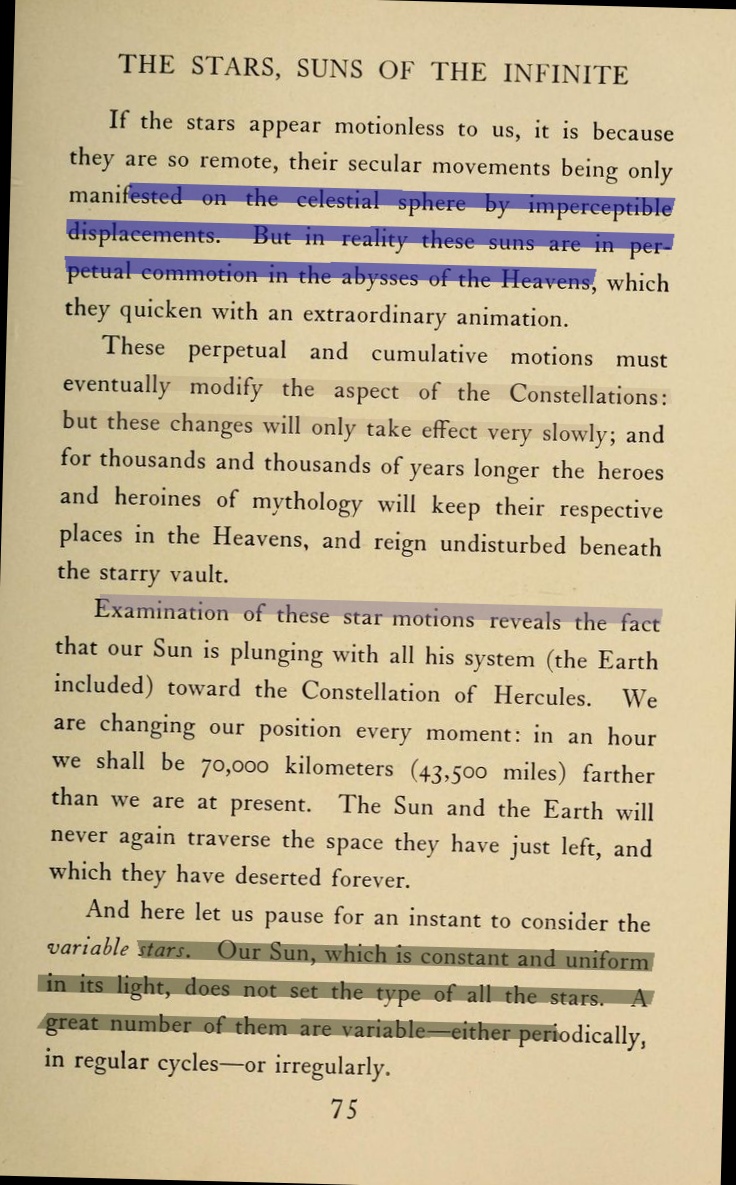 THE STARS, SUNS OF THE INFINITE
If the stars appear motionless to us, it is because
they are so remote, their secular movements being only
manifested on the celestial sphere by imperceptible
displacements. But in reality these suns are in per-
petual commotion in the abysses of the Heavens, which
they quicken with an extraordinary animation.
These perpetual and cumulative motions must
eventually modify the aspect of the Constellations:
but these changes will only take effect very slowly; and
for thousands and thousands of years longer the heroes
and heroines of mythology will keep their respective
places in the Heavens, and reign undisturbed beneath
the starry vault.
Examination of these star motions reveals the fact
that our Sun is plunging with all his system (the Earth
included) toward the Constellation of Hercules. We
are changing our position every moment: in an hour
we shall be 70,000 kilometers (43,500 miles) farther
than we are at present. The Sun and the Earth will
never again traverse the space they have just left, and
which they have deserted forever.
And here let us pause for an instant to consider the
variable stars. Our Sun, which is constant and uniform
in its light, does not set the type of all the stars. A
great number of them are variable—either periodically,
in regular cycles—or irregularly.
75